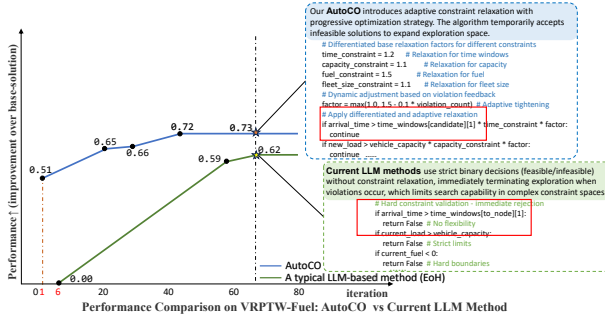 Our AutoCO introduces adaptive constraint relaxation with
progressive optimization strategy. The algorithm temporarily accepts
infeasible solutions to expand exploration space.
# Differentiated base relaxation factors for different constraints
time_constraint = 1.2 # Relaxation for time windows
capacity_constraint = 1.1 # Relaxation for capacity
fuel_constraint = 1.5 # Relaxation for fuel
fleet_size_constraint = 1.1 # Relaxation for fleet size
# Dynamic adjustment based on violation feedback
factor = max(1.0, 1.5 - 0.1 * violation_count) # Adaptive tightening
# Apply differentiated and adaptive relaxation
if arrival_time > time_windows[candidate][1] * time_constraint * factor:
continue
if new_load > vehicle_capacity * capacity_constraint * factor:
continue ......
Current LLM methods use strict binary decisions (feasible/infeasible)
without constraint relaxation, immediately terminating exploration when
violations occur, which limits search capability in complex constraint spaces.
# Hard constraint validation - immediate rejection
if arrival_time > time_windows[to_node][1]:
return False # No flexibility
if current_load > vehicle_capacity:
return False # Strict limits
if current_fuel < 0:
return False # Hard boundaries
Performance↑ (improvement over base-solution)
0.51
0.65
0.66
0.72
0.73
0.59
0.62
0.00
AutoCO
A typical LLM-based method (EoH)
0 1 6 20 40 60 80
iteration
Performance Comparison on VRPTW-Fuel: AutoCO vs Current LLM Method